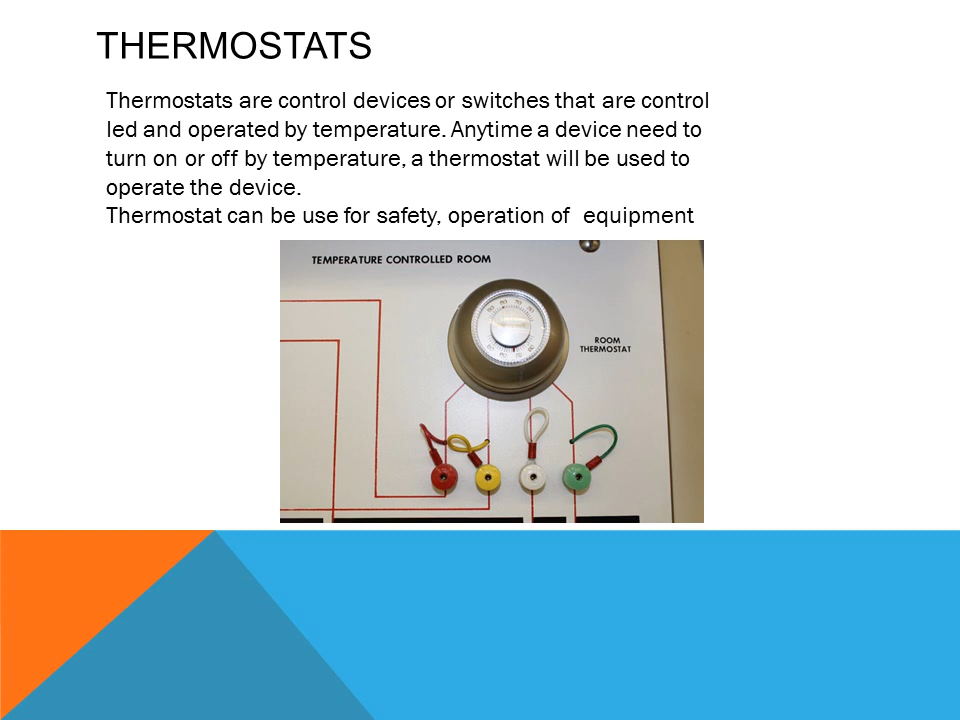 THERMOSTATS
Thermostats are control devices or switches that are control
led and operated by temperature. Anytime a device need to
turn on or off by temperature, a thermostat will be used to
operate the device.
Thermostat can be use for safety, operation of  equipment
TEMPERATURE CONTROLLED ROOM
ROOM
THERMOSTAT